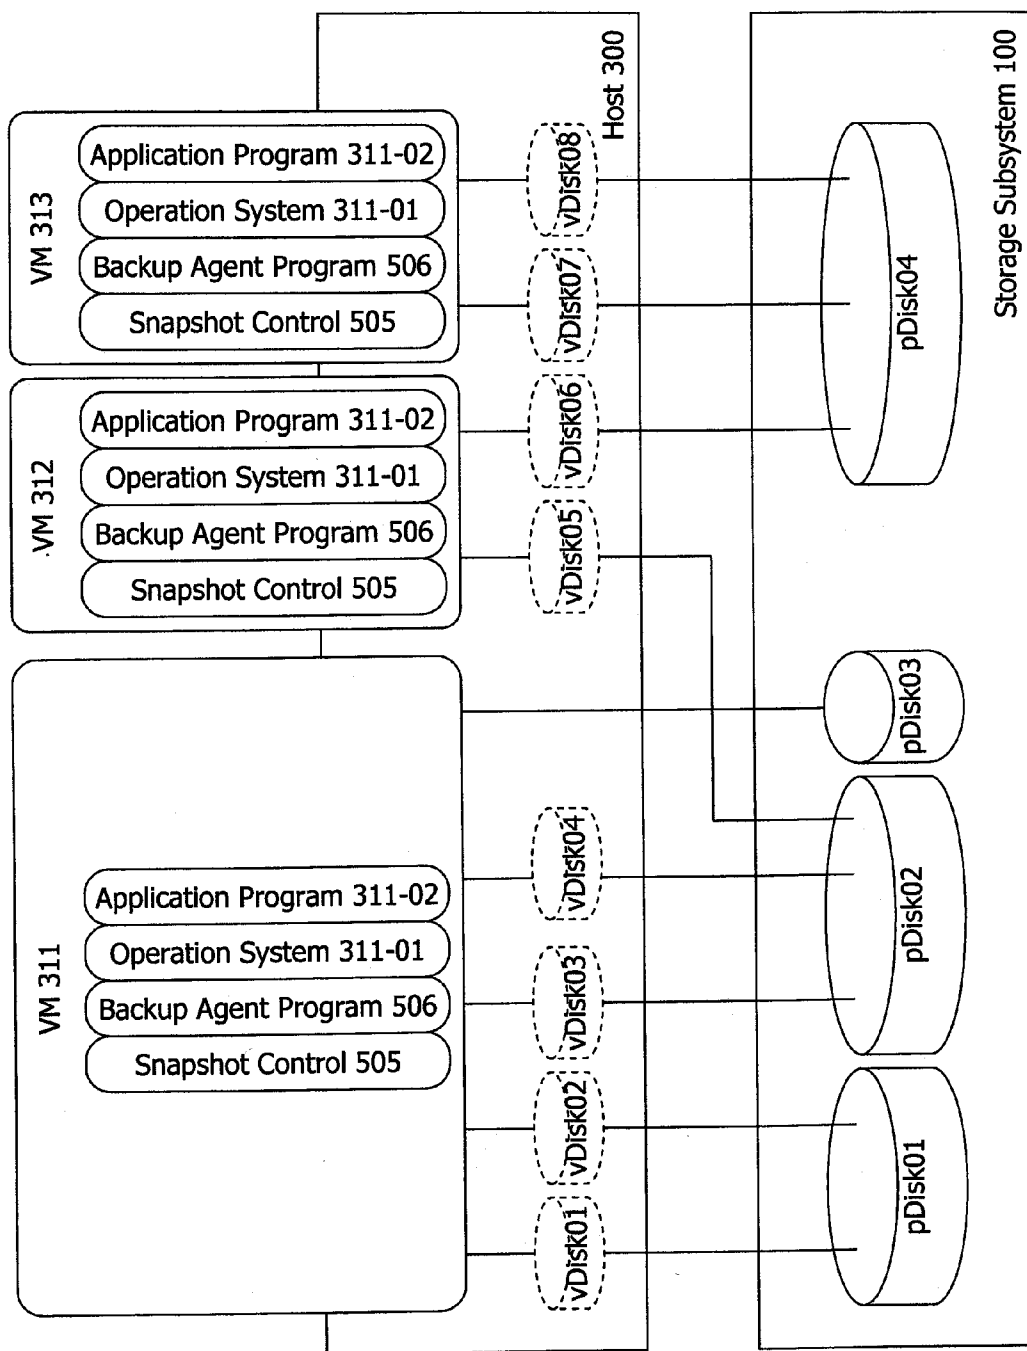 VM 311
Application Program 311-02
Operation System 311-01
Backup Agent Program 506
Snapshot Control 505
VM 312
Application Program 311-02
Operation System 311-01
Backup Agent Program 506
Snapshot Control 505
VM 313
Application Program 311-02
Operation System 311-01
Backup Agent Program 506
Snapshot Control 505
vDisk01
vDisk02
vDisk03
vDisk04
vDisk05
vDisk06
vDisk07
vDisk08
Host 300
pDisk01
pDisk02
pDisk03
pDisk04
Storage Subsystem 100